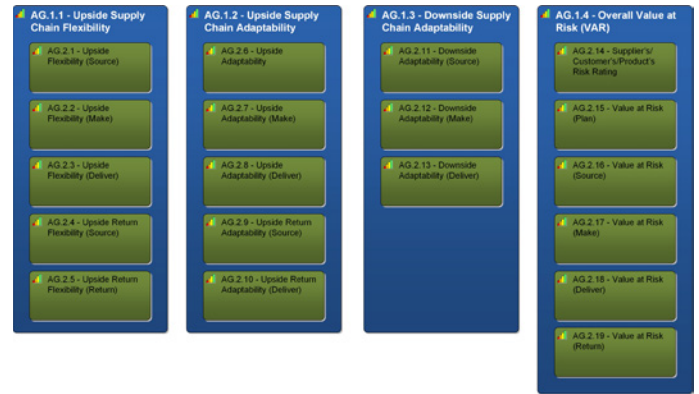 AG.1.1 - Upside Supply
Chain Flexibility
AG.2.1 - Upside
Flexibility (Source)
AG.2.2 - Upside
Flexibility (Make)
AG.2.3 - Upside
Flexibility (Deliver)
AG.2.4 - Upside Return
Flexibility (Source)
AG.2.5 - Upside Return
Flexibility (Return)
AG.1.2 - Upside Supply
Chain Adaptability
AG.2.6 - Upside
Adaptability
AG.2.7 - Upside
Adaptability (Make)
AG.2.8 - Upside
Adaptability (Deliver)
AG.2.9 - Upside Return
Adaptability (Source)
AG.2.10 - Upside Return
Adaptability (Deliver)
AG.1.3 - Downside Supply
Chain Adaptability
AG.2.11 - Downside
Adaptability (Source)
AG.2.12 - Downside
Adaptability (Make)
AG.2.13 - Downside
Adaptability (Deliver)
AG.1.4 - Overall Value at
Risk (VAR)
AG.2.14 - Supplier's/
Customer's/Product's
Risk Rating
AG.2.15 - Value at Risk
(Plan)
AG.2.16 - Value at Risk
(Source)
AG.2.17 - Value at Risk
(Make)
AG.2.18 - Value at Risk
(Deliver)
AG.2.19 - Value at Risk
(Return)